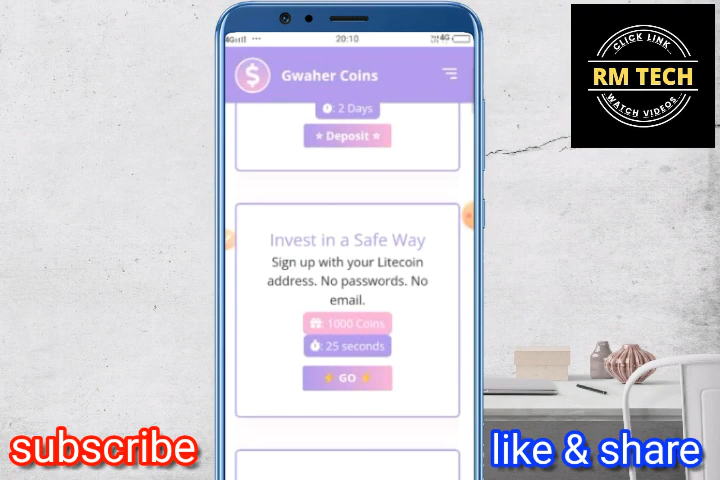 4G
20:10
4G
Gwaher Coins
: 2 Days
★ Deposit ★
Invest in a Safe Way
Sign up with your Litecoin
address. No passwords. No
email.
: 1000 Coins
: 25 seconds
⚡ GO ⚡
CLICK LINK
RM TECH
WATCH VIDEOS
subscribe
like & share